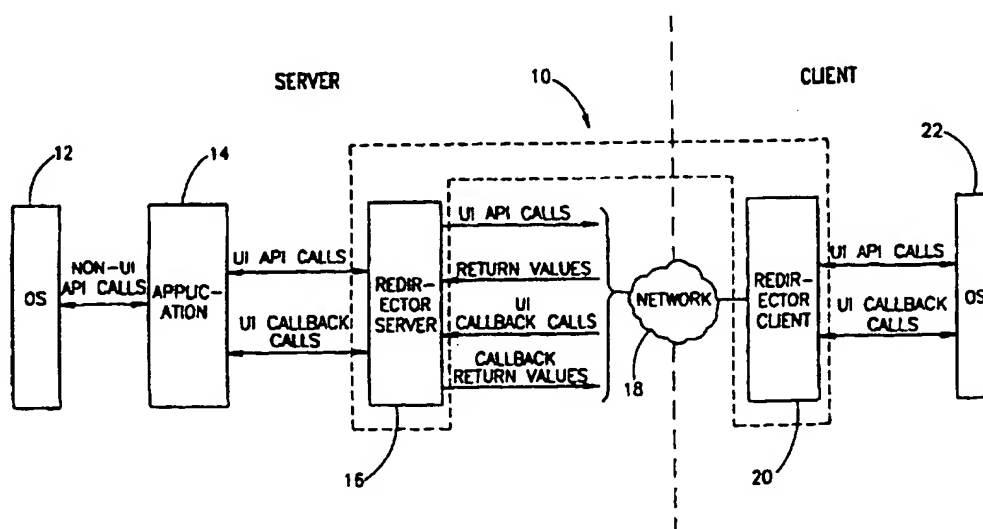 SERVER
CLIENT
10
12
14
22
OS
NON-UI
API CALLS
APPLIC-
ATION
UI API CALLS
UI CALLBACK
CALLS
REDIR-
ECTOR
SERVER
UI API CALLS
RETURN VALUES
UI
CALLBACK CALLS
CALLBACK
RETURN VALUES
NETWORK
18
REDIR-
ECTOR
CLIENT
UI API CALLS
UI CALLBACK
CALLS
OS
16
20